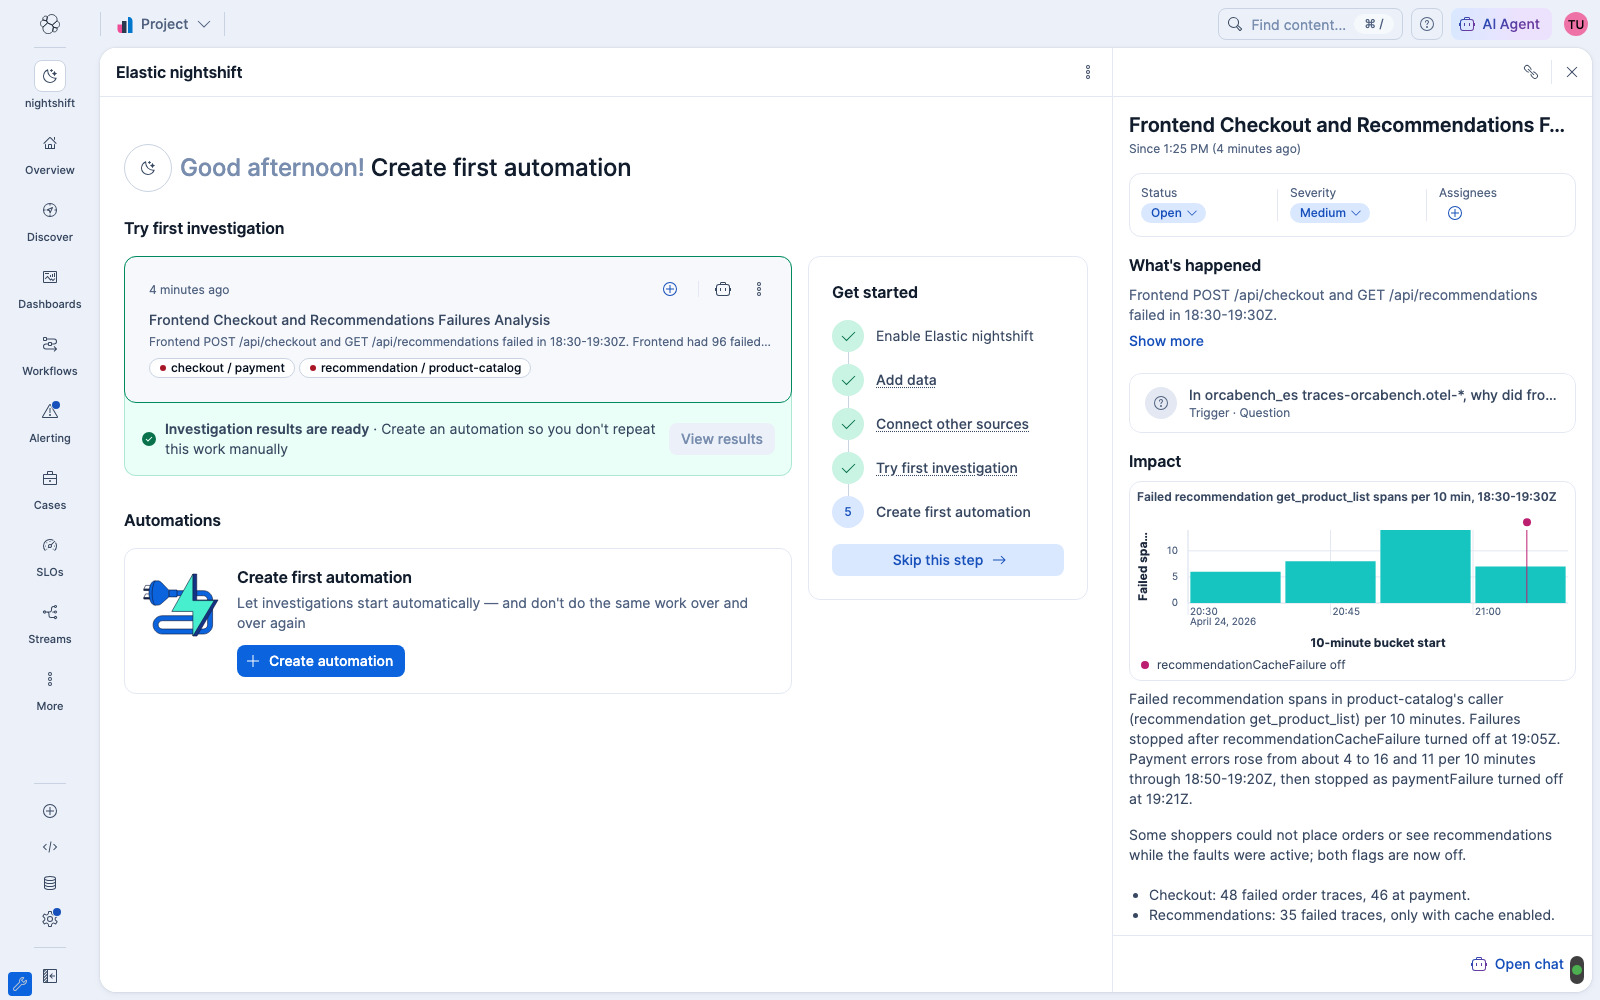 Project
Find content...
⌘ /
AI Agent
TU
nightshift
Overview
Discover
Dashboards
Workflows
Alerting
Cases
SLOs
Streams
More
Elastic nightshift
Good afternoon! Create first automation
Try first investigation
4 minutes ago
Frontend Checkout and Recommendations Failures Analysis
Frontend POST /api/checkout and GET /api/recommendations failed in 18:30-19:30Z. Frontend had 96 failed...
checkout / payment
recommendation / product-catalog
Investigation results are ready · Create an automation so you don't repeat
this work manually
View results
Automations
Create first automation
Let investigations start automatically — and don't do the same work over and
over again
Create automation
Get started
Enable Elastic nightshift
Add data
Connect other sources
Try first investigation
5
Create first automation
Skip this step
Frontend Checkout and Recommendations F...
Since 1:25 PM (4 minutes ago)
Status
Open
Severity
Medium
Assignees
What's happened
Frontend POST /api/checkout and GET /api/recommendations
failed in 18:30-19:30Z.
Show more
In orcabench_es traces-orcabench.otel-*, why did fro...
Trigger · Question
Impact
Failed recommendation get_product_list spans per 10 min, 18:30-19:30Z
Failed spa...
10
5
0
20:30
20:45
21:00
April 24, 2026
10-minute bucket start
recommendationCacheFailure off
Failed recommendation spans in product-catalog's caller
(recommendation get_product_list) per 10 minutes. Failures
stopped after recommendationCacheFailure turned off at 19:05Z.
Payment errors rose from about 4 to 16 and 11 per 10 minutes
through 18:50-19:20Z, then stopped as paymentFailure turned off
at 19:21Z.
Some shoppers could not place orders or see recommendations
while the faults were active; both flags are now off.
• Checkout: 48 failed order traces, 46 at payment.
• Recommendations: 35 failed traces, only with cache enabled.
Open chat